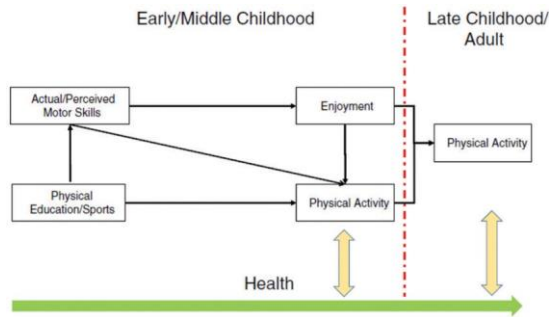 Early/Middle Childhood
Late Childhood/
Adult
Actual/Perceived
Motor Skills
Enjoyment
Physical Activity
Physical
Education/Sports
Physical Activity
Health